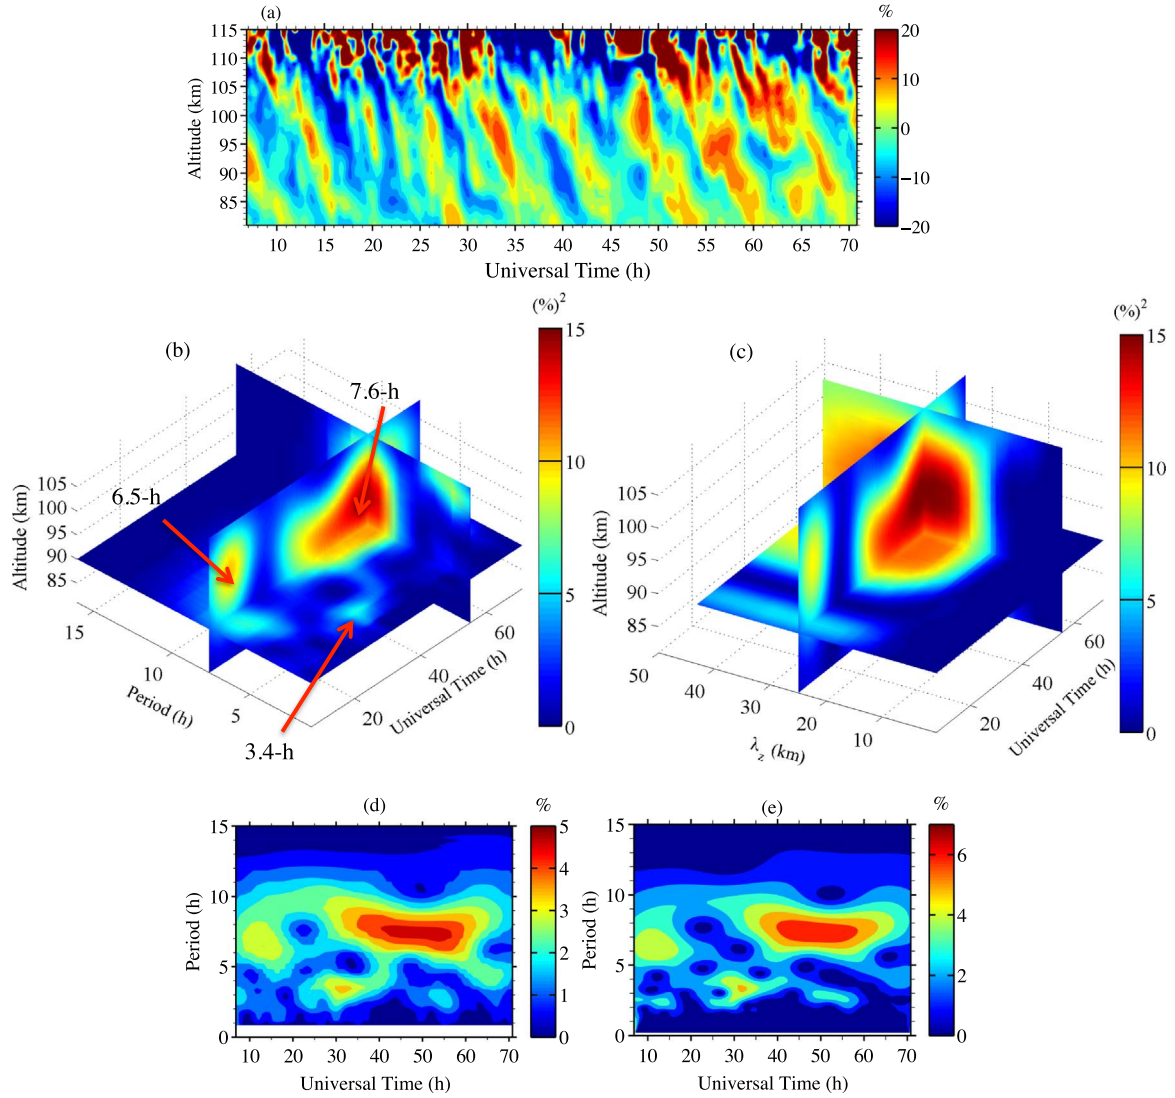 (a)
%
115
110
105
100
95
90
85
Altitude (km)
10 15 20 25 30 35 40 45 50 55 60 65 70
Universal Time (h)
20
10
0
−10
−20
(b)
(%)²
15
10
5
0
7.6-h
6.5-h
3.4-h
105
100
95
90
85
Altitude (km)
15
10
5
Period (h)
20
40
60
Universal Time (h)
(c)
(%)²
15
10
5
0
105
100
95
90
85
Altitude (km)
50
40
30
20
10
λz (km)
20
40
60
Universal Time (h)
(d)
%
15
10
5
0
Period (h)
10 20 30 40 50 60 70
Universal Time (h)
5
4
3
2
1
0
(e)
%
15
10
5
0
Period (h)
10 20 30 40 50 60 70
Universal Time (h)
6
4
2
0